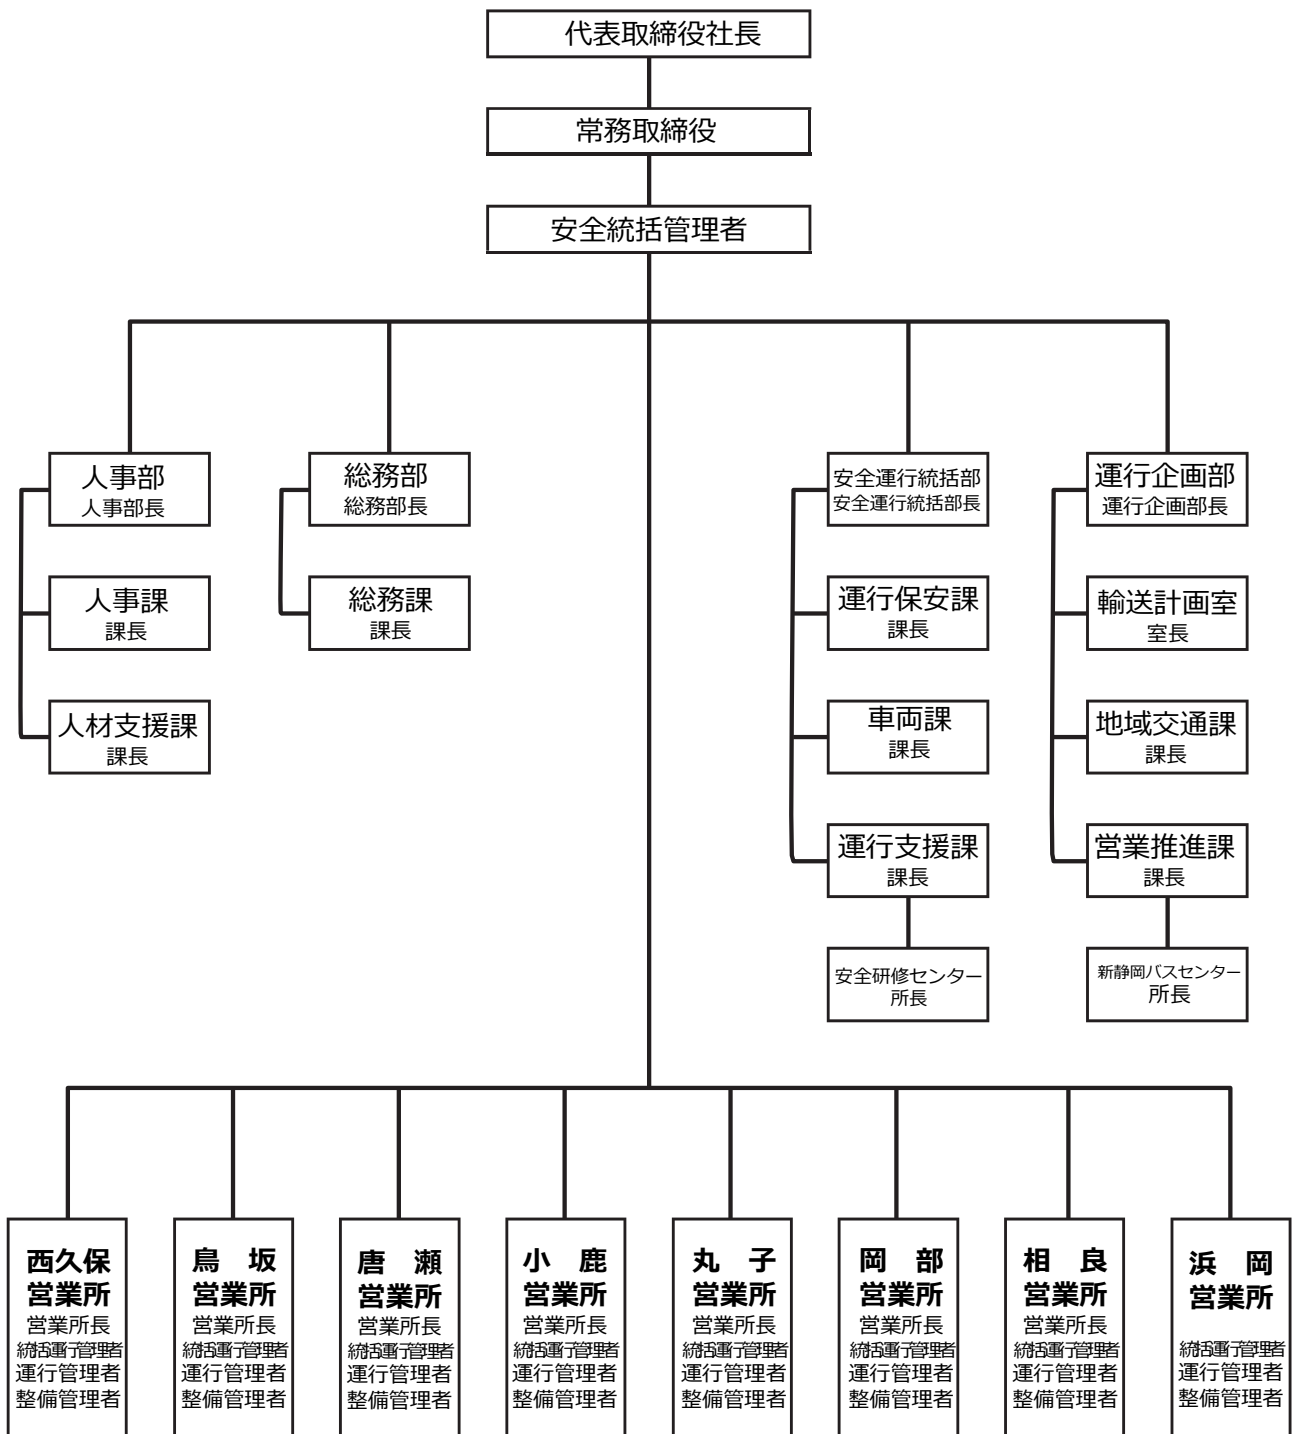 代表取締役社長
常務取締役
安全統括管理者
人事部
人事部長
総務部
総務部長
安全運行統括部
安全運行統括部長
運行企画部
運行企画部長
人事課
課長
総務課
課長
運行保安課
課長
輸送計画室
室長
人材支援課
課長
車両課
課長
地域交通課
課長
運行支援課
課長
営業推進課
課長
安全研修センター
所長
新静岡バスセンター
所長
西久保
営業所
営業所長
統括運行管理者
運行管理者
整備管理者
鳥　坂
営業所
営業所長
統括運行管理者
運行管理者
整備管理者
唐　瀬
営業所
営業所長
統括運行管理者
運行管理者
整備管理者
小　鹿
営業所
営業所長
統括運行管理者
運行管理者
整備管理者
丸　子
営業所
営業所長
統括運行管理者
運行管理者
整備管理者
岡　部
営業所
営業所長
統括運行管理者
運行管理者
整備管理者
相　良
営業所
営業所長
統括運行管理者
運行管理者
整備管理者
浜　岡
営業所
統括運行管理者
運行管理者
整備管理者